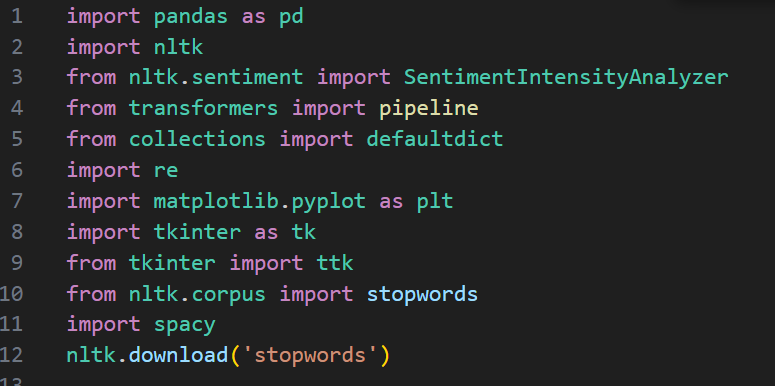 1 import pandas as pd
2 import nltk
3 from nltk.sentiment import SentimentIntensityAnalyzer
4 from transformers import pipeline
5 from collections import defaultdict
6 import re
7 import matplotlib.pyplot as plt
8 import tkinter as tk
9 from tkinter import ttk
10 from nltk.corpus import stopwords
11 import spacy
12 nltk.download('stopwords')
13